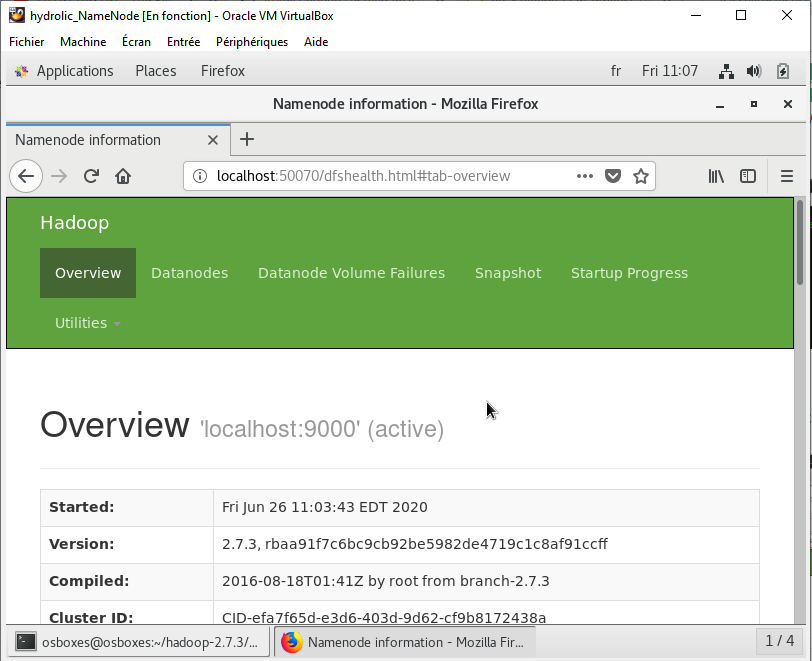 hydrolic_NameNode [En fonction] - Oracle VM VirtualBox
Fichier Machine Écran Entrée Périphériques Aide
Applications Places Firefox fr Fri 11:07
Namenode information - Mozilla Firefox
Namenode information
localhost:50070/dfshealth.html#tab-overview
Hadoop
Overview Datanodes Datanode Volume Failures Snapshot Startup Progress
Utilities
Overview 'localhost:9000' (active)
Started: Fri Jun 26 11:03:43 EDT 2020
Version: 2.7.3, rbaa91f7c6bc9cb92be5982de4719c1c8af91ccff
Compiled: 2016-08-18T01:41Z by root from branch-2.7.3
Cluster ID: CID-efa7f65d-e3d6-403d-9d62-cf9b8172438a
osboxes@osboxes:~/hadoop-2.7.3/... Namenode information - Mozilla Fir... 1 / 4